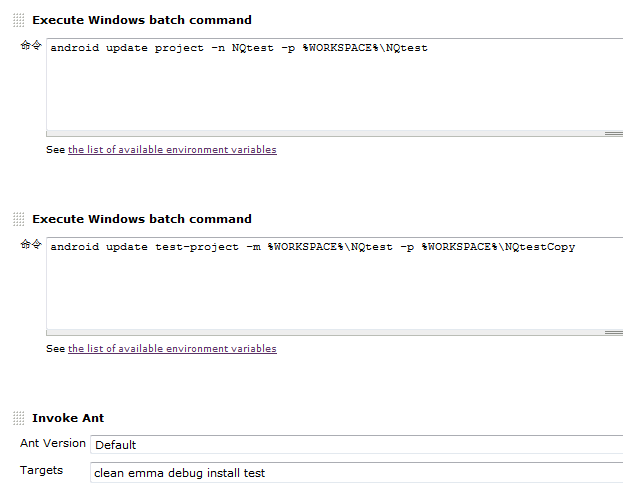 Execute Windows batch command
命令 android update project -n NQtest -p %WORKSPACE%\NQtest
See the list of available environment variables
Execute Windows batch command
命令 android update test-project -m %WORKSPACE%\NQtest -p %WORKSPACE%\NQtestCopy
See the list of available environment variables
Invoke Ant
Ant Version Default
Targets clean emma debug install test